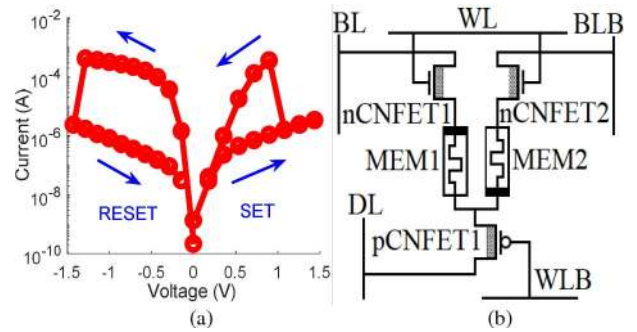 (a)
10⁻²
10⁻⁴
10⁻⁶
10⁻⁸
10⁻¹⁰
Current (A)
RESET
SET
-1.5
-1
-0.5
0
0.5
1
1.5
Voltage (V)
(a)
BL
WL
BLB
nCNFET1
nCNFET2
MEM1
MEM2
DL
pCNFET1
WLB
(b)